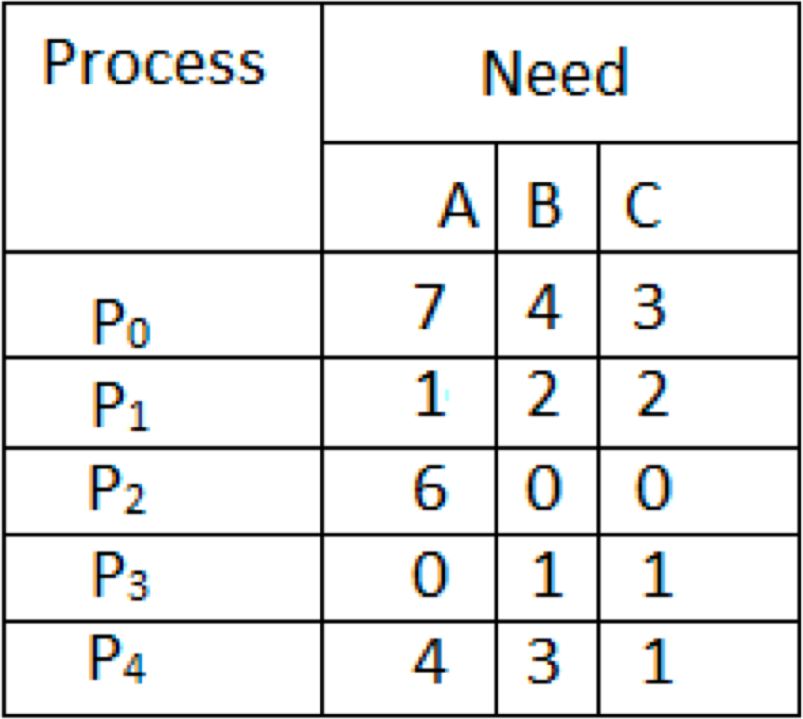 Process Need
A B C
P₀ 7 4 3
P₁ 1 2 2
P₂ 6 0 0
P₃ 0 1 1
P₄ 4 3 1